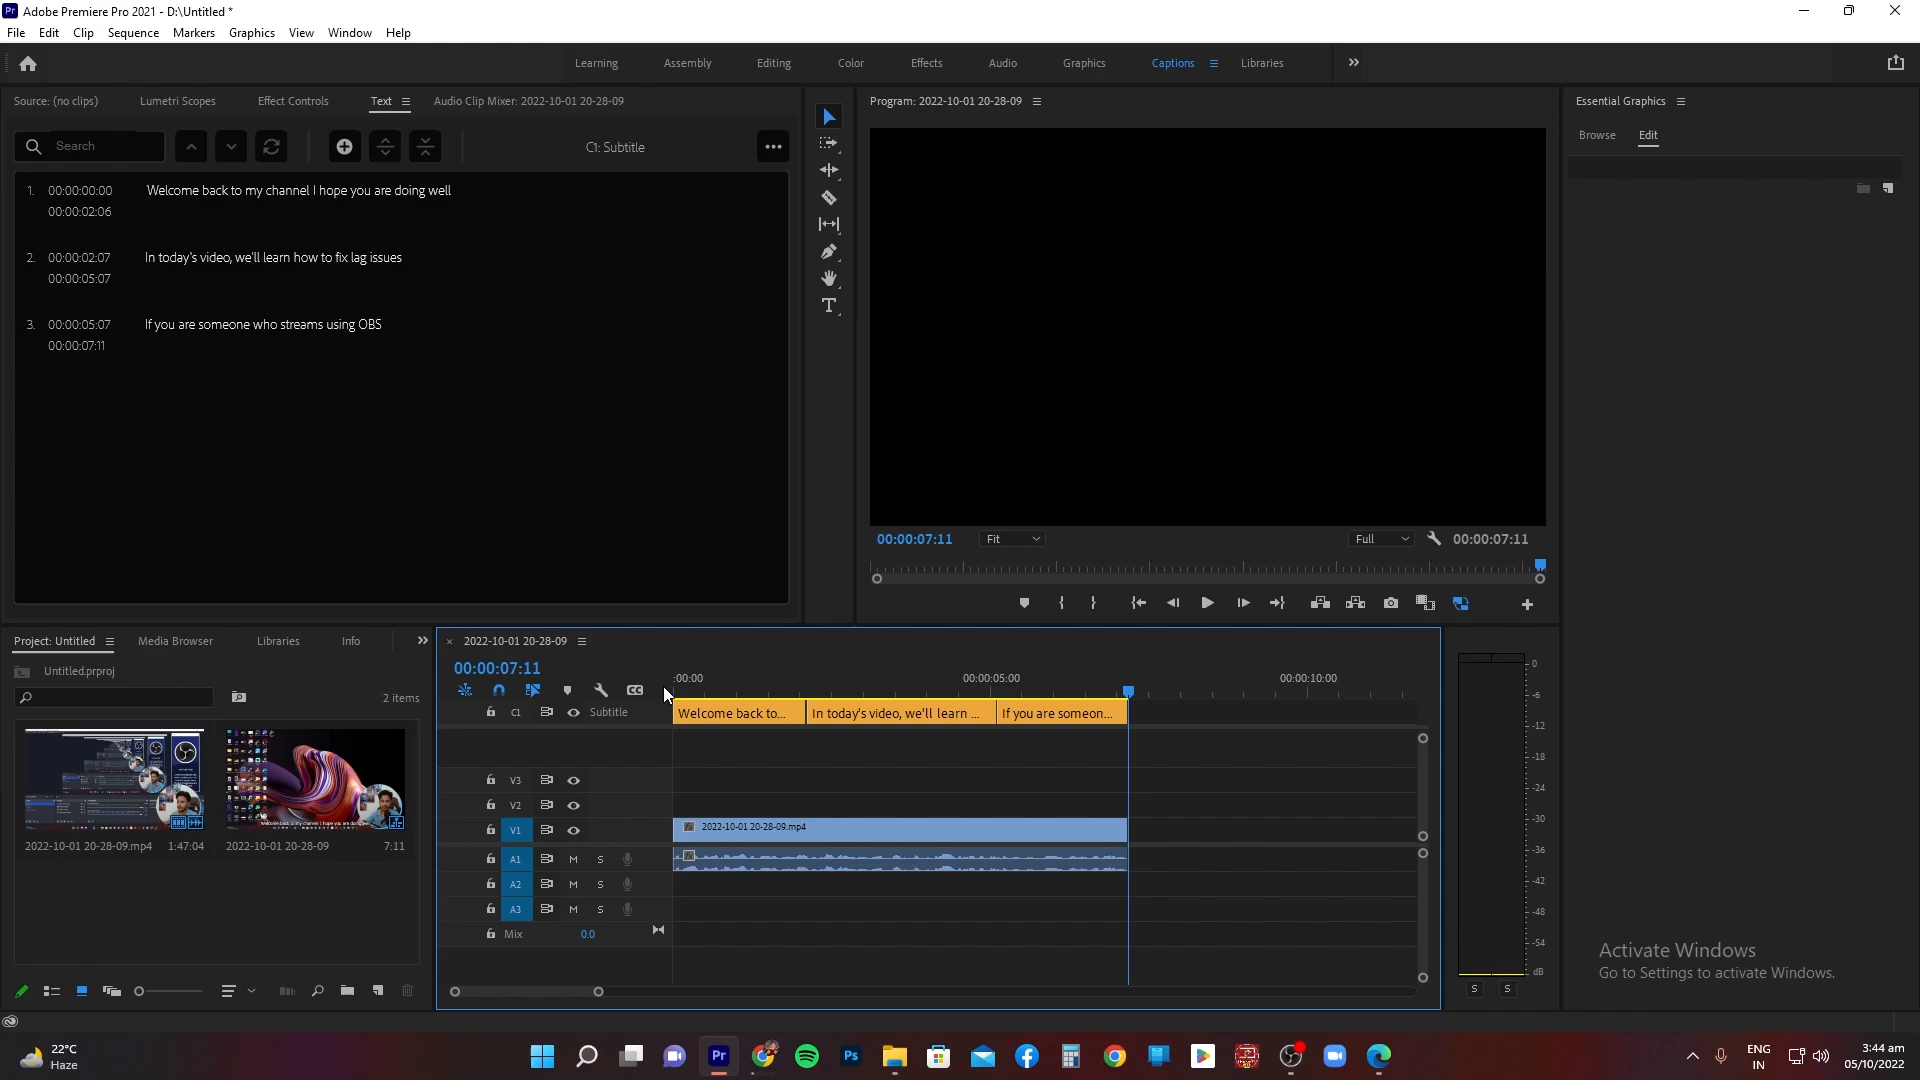 Adobe Premiere Pro 2021 - D:\Untitled *
File Edit Clip Sequence Markers Graphics View Window Help
Learning Assembly Editing Color Effects Audio Graphics Captions Libraries
Source: (no clips) Lumetri Scopes Effect Controls Text Audio Clip Mixer: 2022-10-01 20-28-09
Search C1: Subtitle
1. 00:00:00:00 Welcome back to my channel I hope you are doing well
00:00:02:06
2. 00:00:02:07 In today's video, we'll learn how to fix lag issues
00:00:05:07
3. 00:00:05:07 If you are someone who streams using OBS
00:00:07:11
Program: 2022-10-01 20-28-09
00:00:07:11 Fit Full 00:00:07:11
Essential Graphics
Browse Edit
Project: Untitled Media Browser Libraries Info
Untitled.prproj
2 items
2022-10-01 20-28-09.mp4 1:47:04 2022-10-01 20-28-09 7:11
2022-10-01 20-28-09
00:00:07:11
:00:00 00:00:05:00 00:00:10:00
C1 Subtitle Welcome back to... In today's video, we'll learn ... If you are someon...
V3
V2
V1 2022-10-01 20-28-09.mp4
A1 M S
A2 M S
A3 M S
Mix 0.0
0
-6
-12
-18
-24
-30
-36
-42
-48
-54
dB
S S
Activate Windows
Go to Settings to activate Windows.
22°C
Haze
Pr
Ps
ENG
IN
3:44 am
05/10/2022